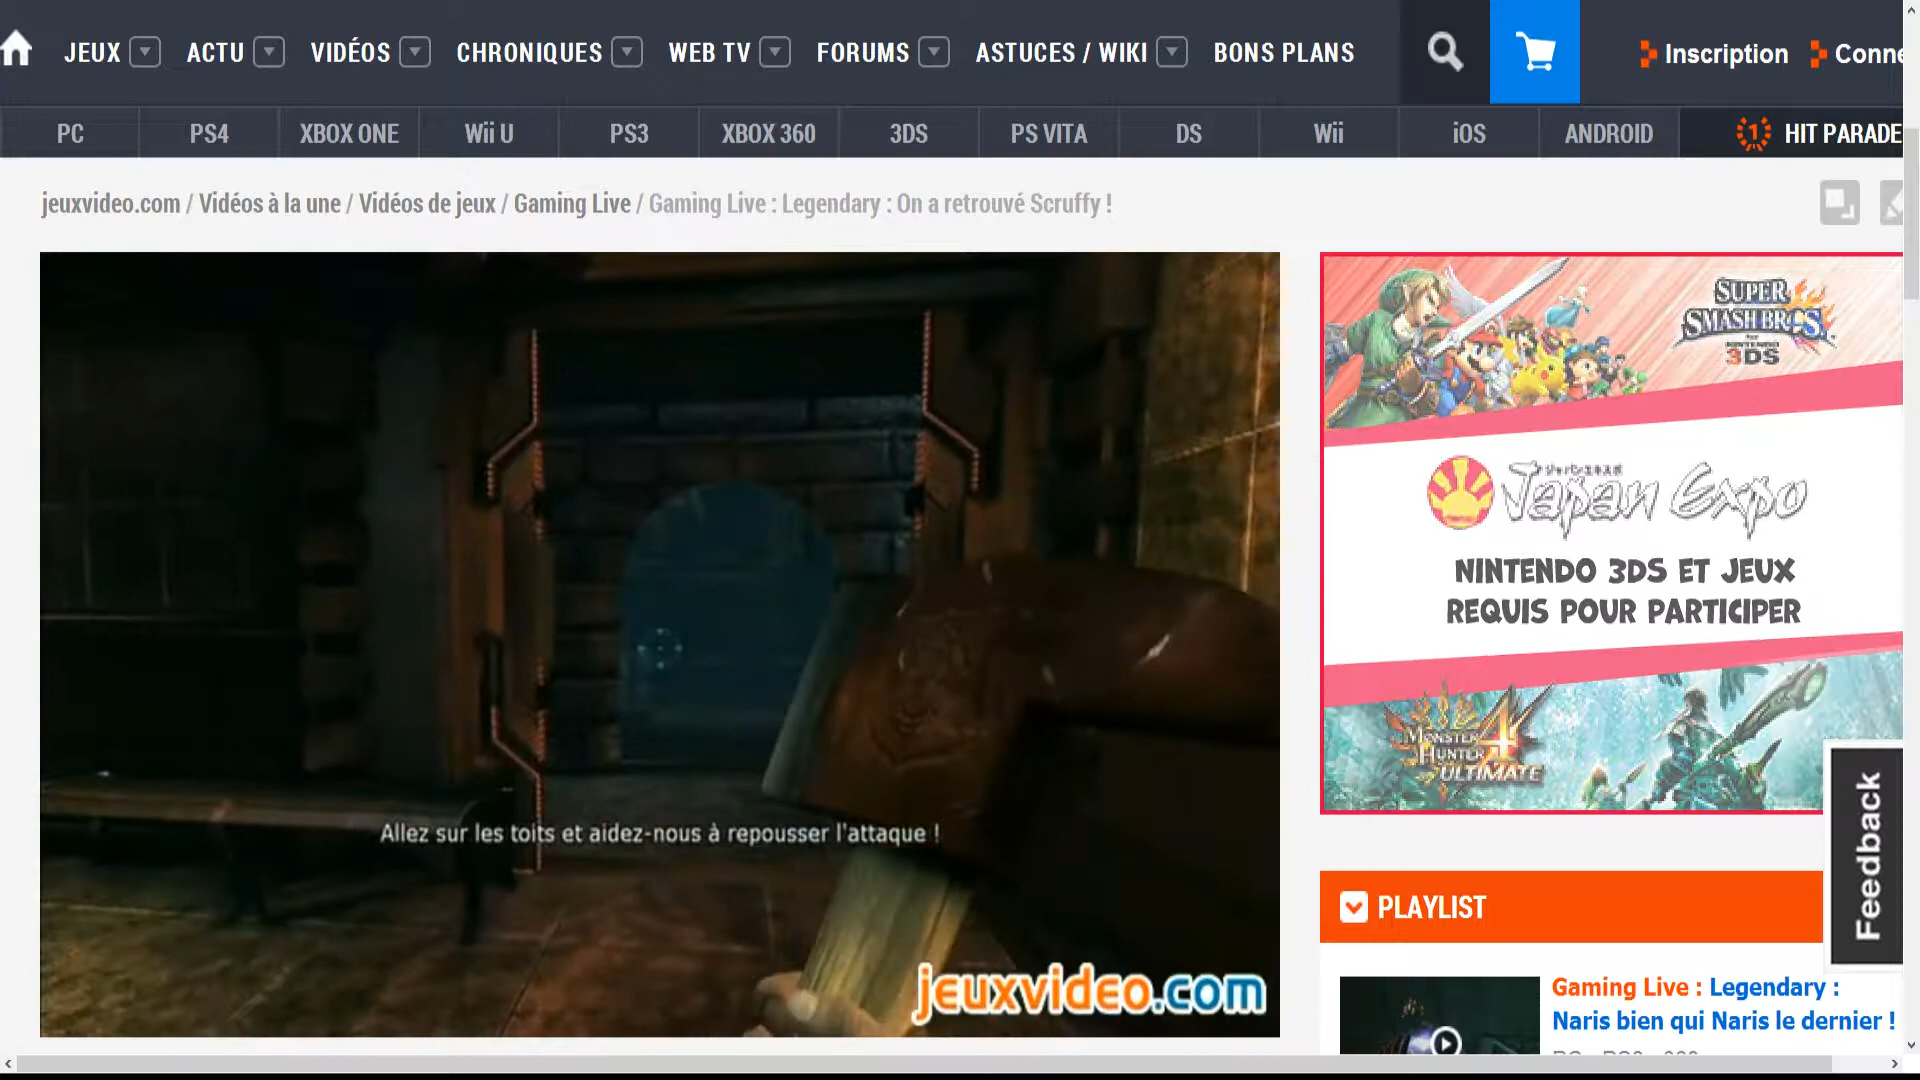 JEUX ACTU VIDÉOS CHRONIQUES WEB TV FORUMS ASTUCES / WIKI BONS PLANS Inscription
PC PS4 XBOX ONE Wii U PS3 XBOX 360 3DS PS VITA DS Wii iOS ANDROID 1 HIT PARADE
jeuxvideo.com / Vidéos à la une / Vidéos de jeux / Gaming Live / Gaming Live : Legendary : On a retrouvé Scruffy !
Allez sur les toits et aidez-nous à repousser l'attaque !
jeuxvideo.com
SUPER
SMASH BROS.
FOR
NINTENDO
3DS
Japan Expo
NINTENDO 3DS ET JEUX
REQUIS POUR PARTICIPER
MONSTER
HUNTER 4
ULTIMATE
Feedback
PLAYLIST
Gaming Live : Legendary :
Naris bien qui Naris le dernier !